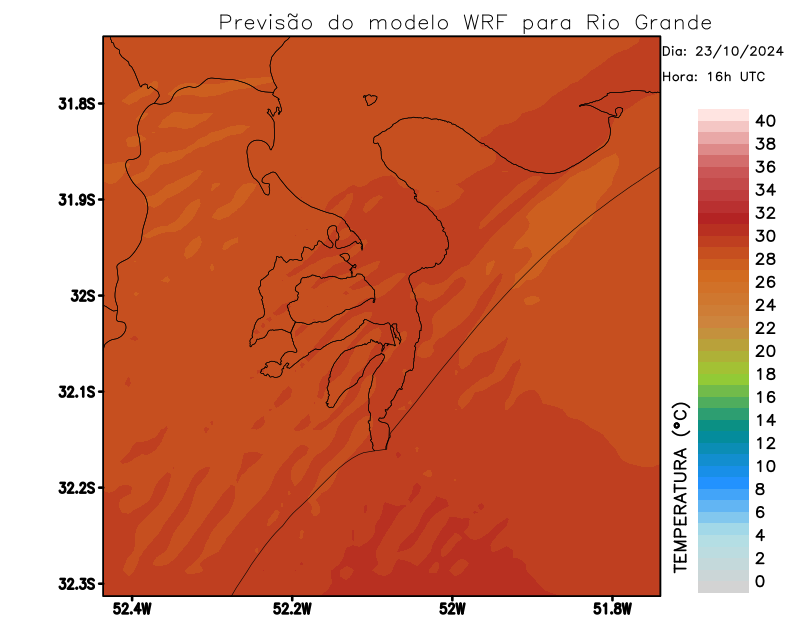 Previsão do modelo WRF para Rio Grande
Dia: 23/10/2024
Hora: 16h UTC
31.8S
31.9S
32S
32.1S
32.2S
32.3S
52.4W
52.2W
52W
51.8W
TEMPERATURA (°C)
40
38
36
34
32
30
28
26
24
22
20
18
16
14
12
10
8
6
4
2
0